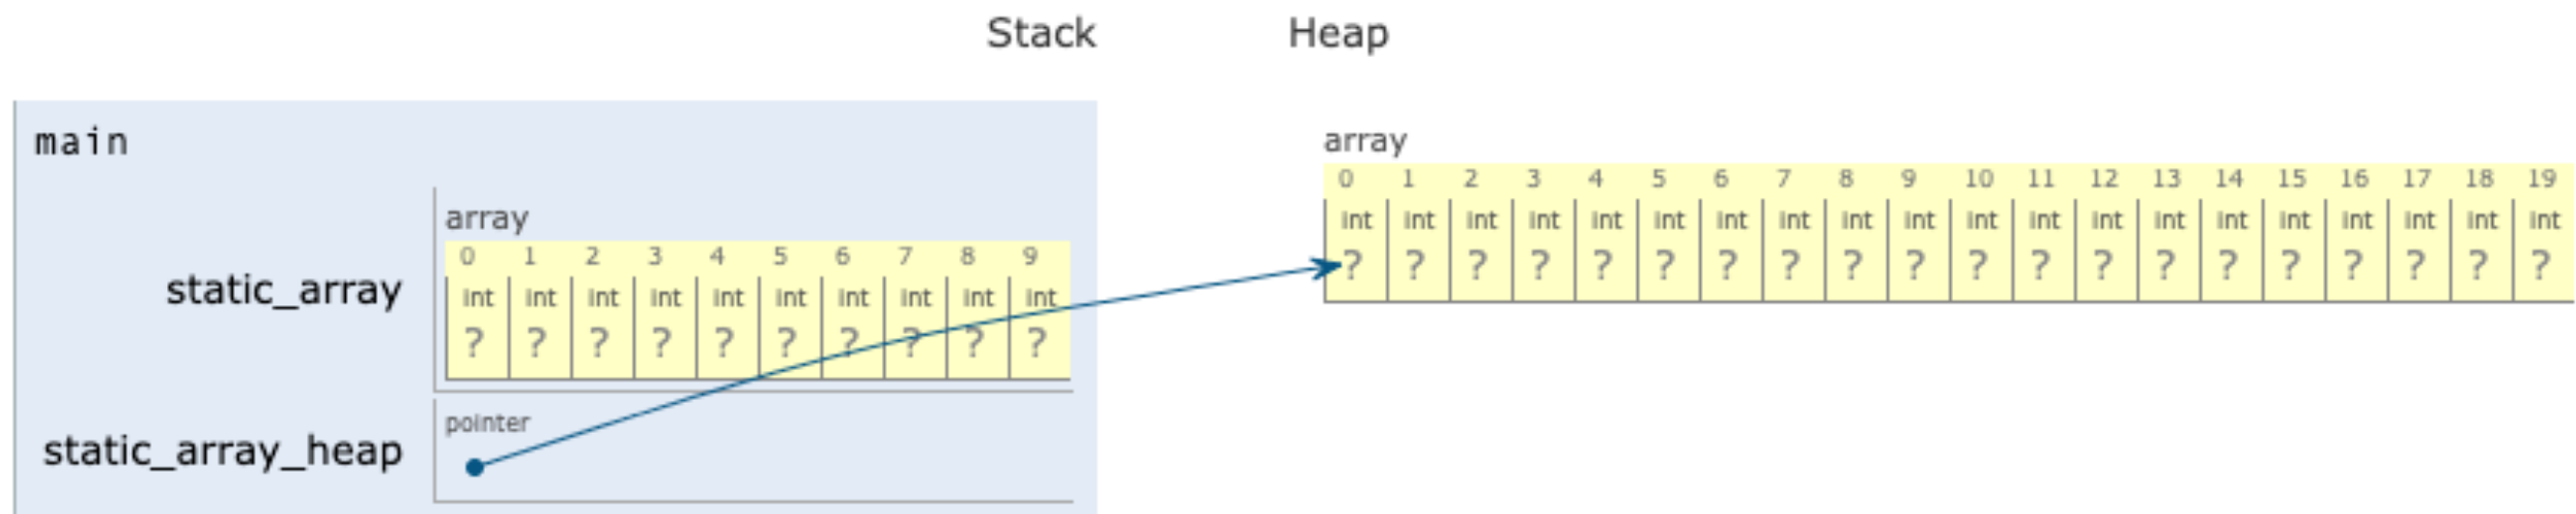 Stack Heap
main
array
0 1 2 3 4 5 6 7 8 9 10 11 12 13 14 15 16 17 18 19
int int int int int int int int int int int int int int int int int int int int
? ? ? ? ? ? ? ? ? ? ? ? ? ? ? ? ? ? ? ?
static_array
array
0 1 2 3 4 5 6 7 8 9
int int int int int int int int int int
? ? ? ? ? ? ? ? ? ?
static_array_heap
pointer